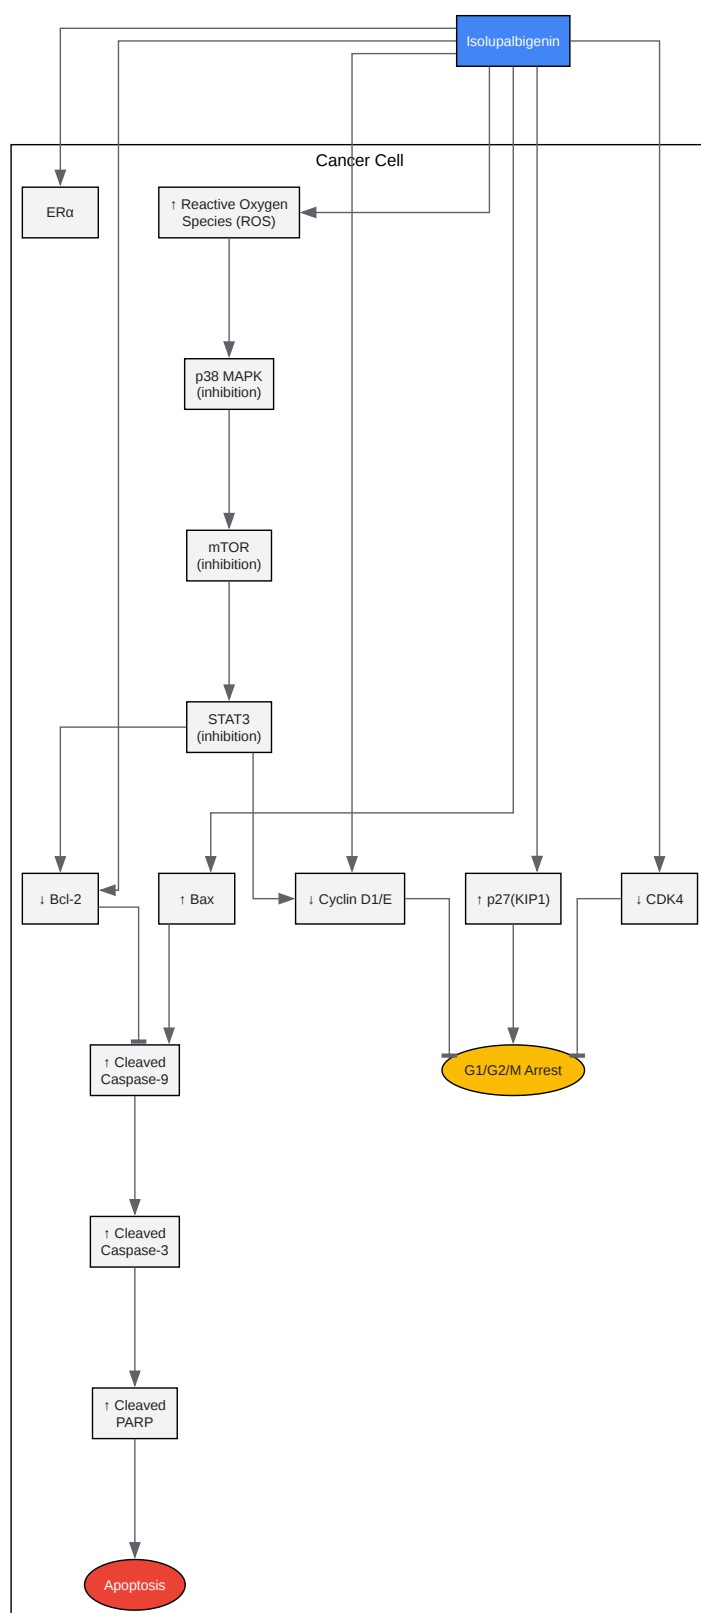 Isolupalbigenin
Cancer Cell
ERα
↑ Reactive Oxygen
Species (ROS)
p38 MAPK
(inhibition)
mTOR
(inhibition)
STAT3
(inhibition)
↓ Bcl-2
↑ Bax
↓ Cyclin D1/E
↑ p27(KIP1)
↓ CDK4
↑ Cleaved
Caspase-9
G1/G2/M Arrest
↑ Cleaved
Caspase-3
↑ Cleaved
PARP
Apoptosis